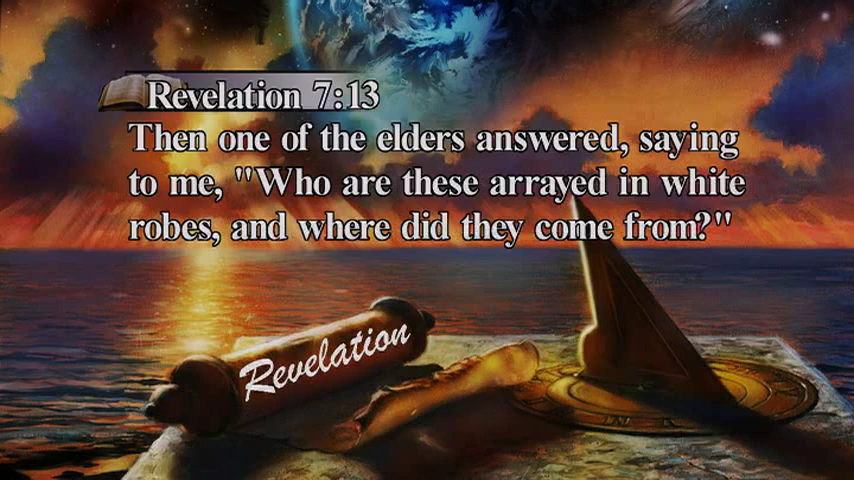 Revelation 7:13
Then one of the elders answered, saying
to me, "Who are these arrayed in white
robes, and where did they come from?"
Revelation